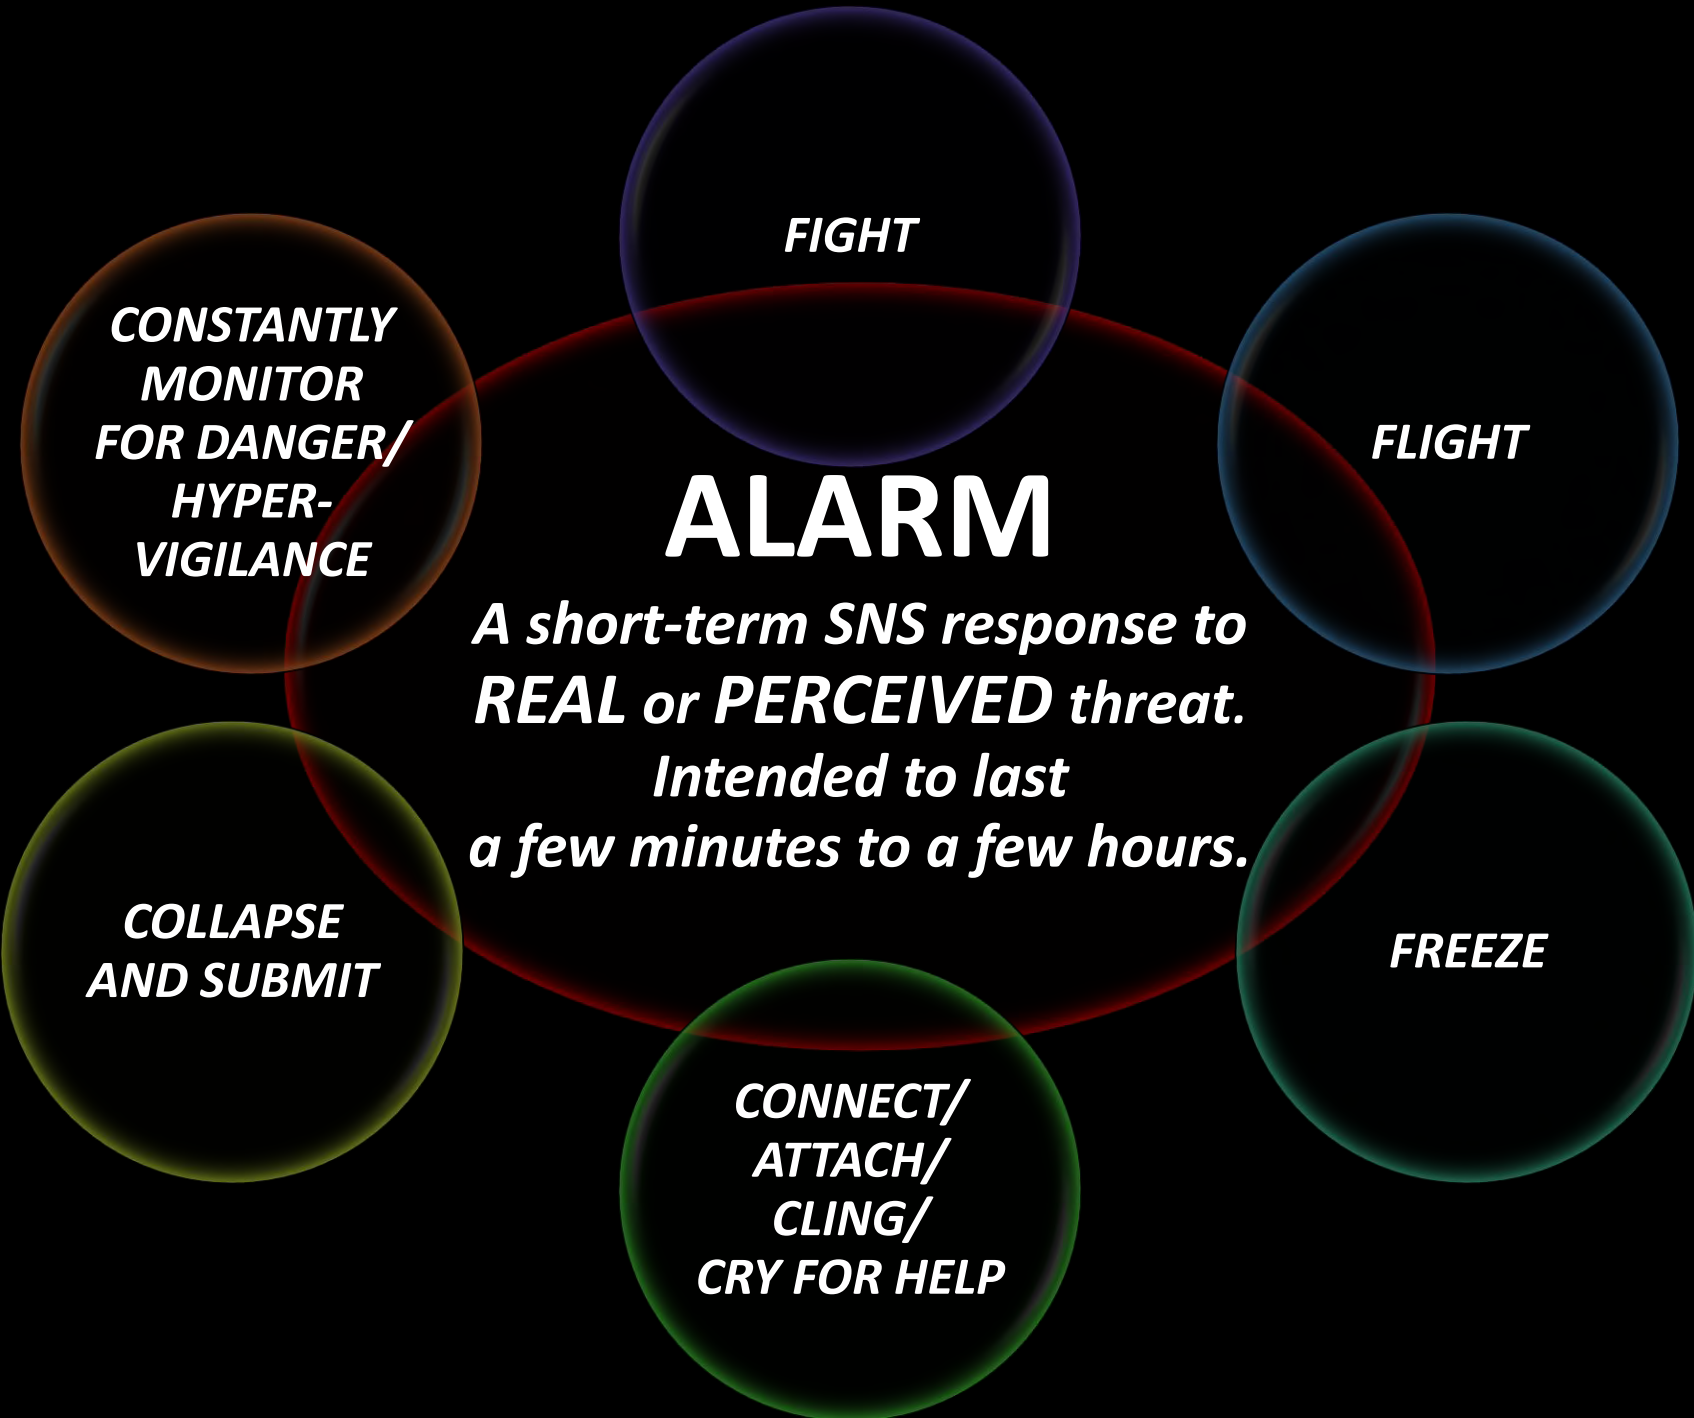 FIGHT
CONSTANTLY
MONITOR
FOR DANGER/
HYPER-
VIGILANCE
FLIGHT
ALARM
A short-term SNS response to
REAL or PERCEIVED threat.
Intended to last
a few minutes to a few hours.
COLLAPSE
AND SUBMIT
FREEZE
CONNECT/
ATTACH/
CLING/
CRY FOR HELP